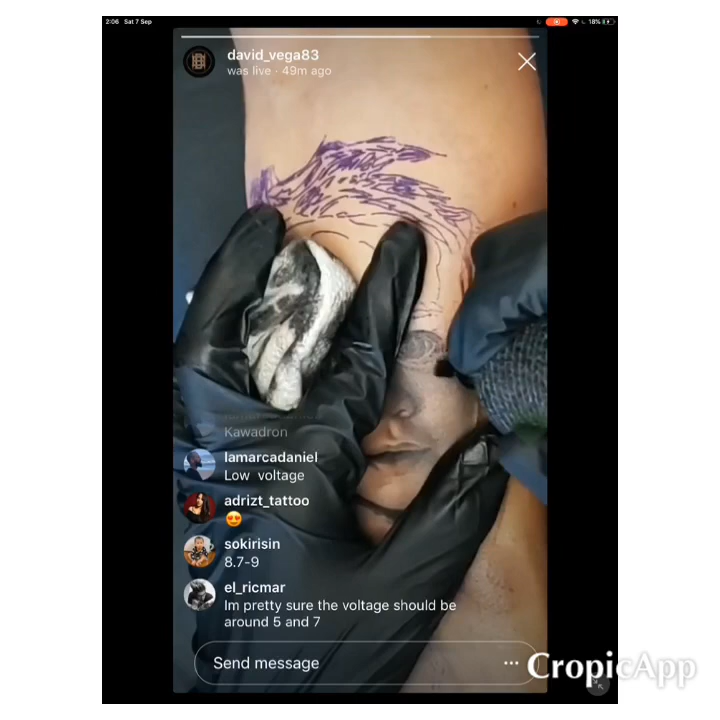 2:06 Sat 7 Sep
18%
david_vega83
was live · 49m ago
Kawadron
lamarcadaniel
Low voltage
adrizt_tattoo
😍
sokirisin
8.7-9
el_ricmar
Im pretty sure the voltage should be
around 5 and 7
Send message
CropicApp